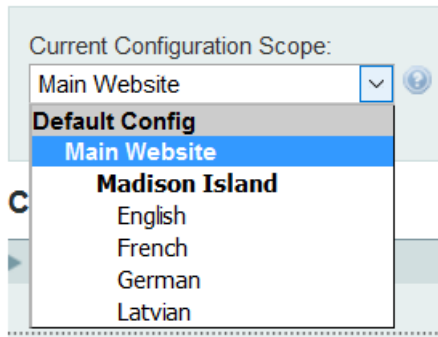 Current Configuration Scope:
Main Website
Default Config
Main Website
Madison Island
English
French
German
Latvian
C